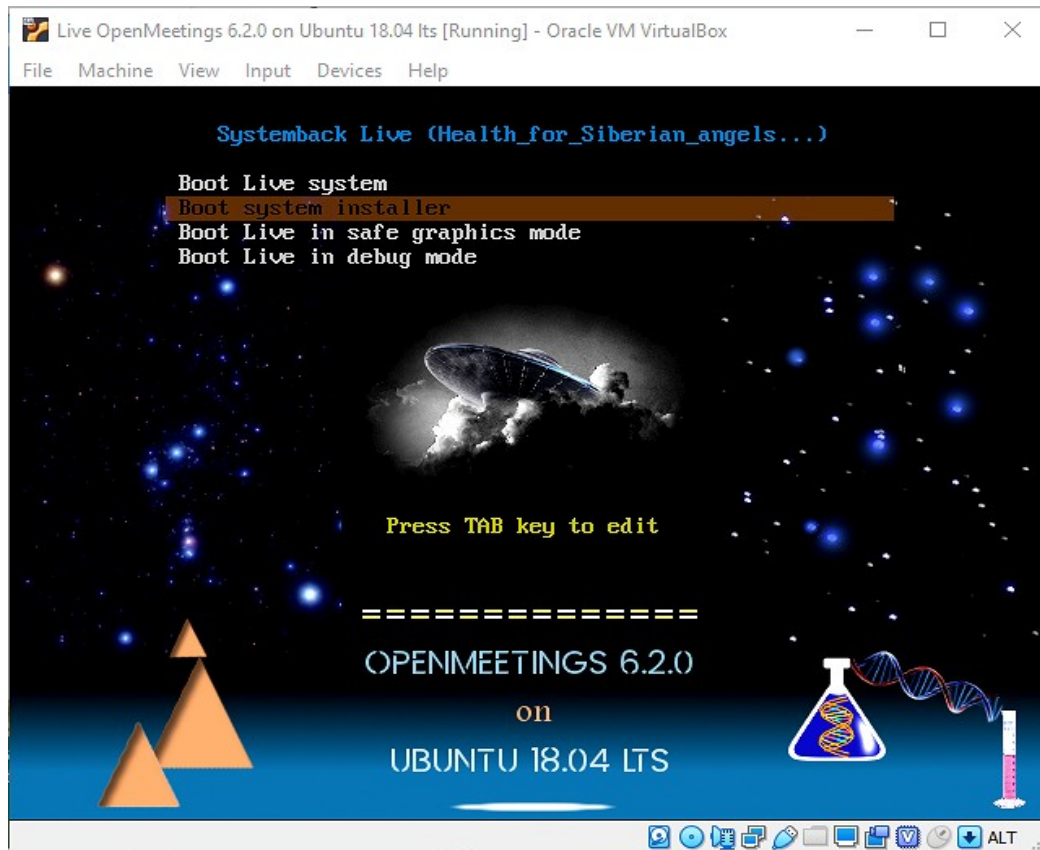 Live OpenMeetings 6.2.0 on Ubuntu 18.04 lts [Running] - Oracle VM VirtualBox
File Machine View Input Devices Help
Systemback Live (Health_for_Siberian_angels...)
Boot Live system
Boot system installer
Boot Live in safe graphics mode
Boot Live in debug mode
Press TAB key to edit
==============
OPENMEETINGS 6.2.0
on
UBUNTU 18.04 LTS
ALT